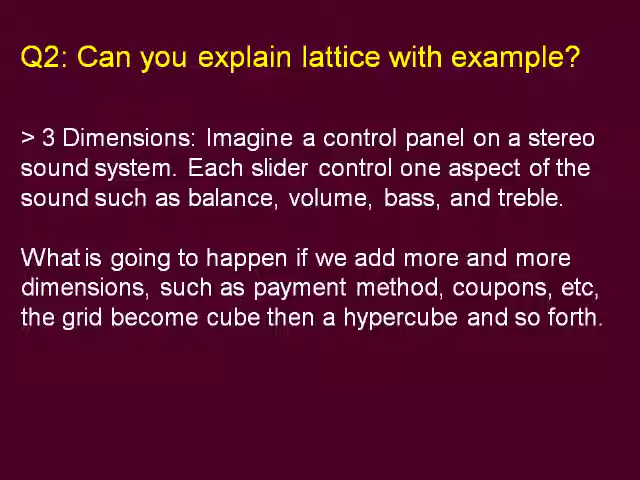 Q2: Can you explain lattice with example?
> 3 Dimensions: Imagine a control panel on a stereo
sound system. Each slider control one aspect of the
sound such as balance, volume, bass, and treble.
What is going to happen if we add more and more
dimensions, such as payment method, coupons, etc,
the grid become cube then a hypercube and so forth.